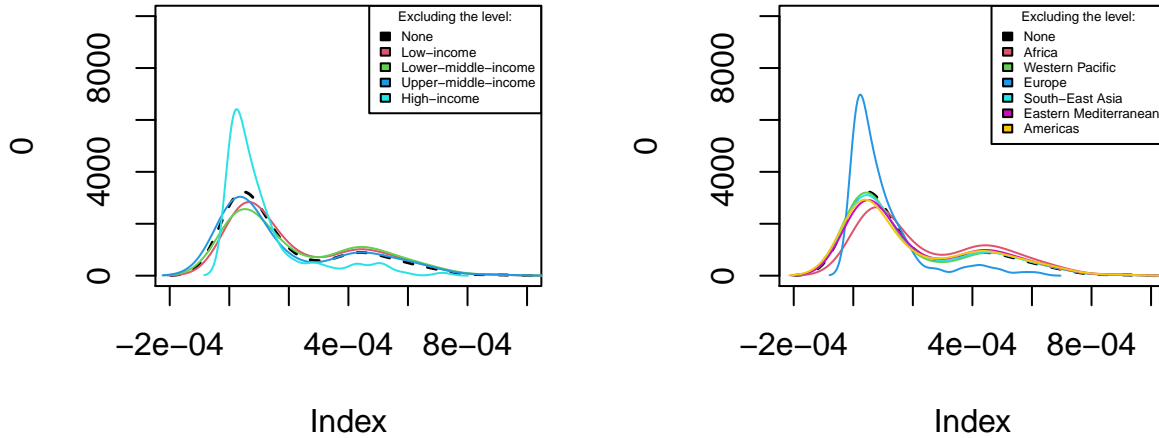 Excluding the level:
None
Low−income
Lower−middle−income
Upper−middle−income
High−income
0
0
4000
8000
−2e−04
4e−04
8e−04
Index
Excluding the level:
None
Africa
Western Pacific
Europe
South−East Asia
Eastern Mediterranean
Americas
0
0
4000
8000
−2e−04
4e−04
8e−04
Index